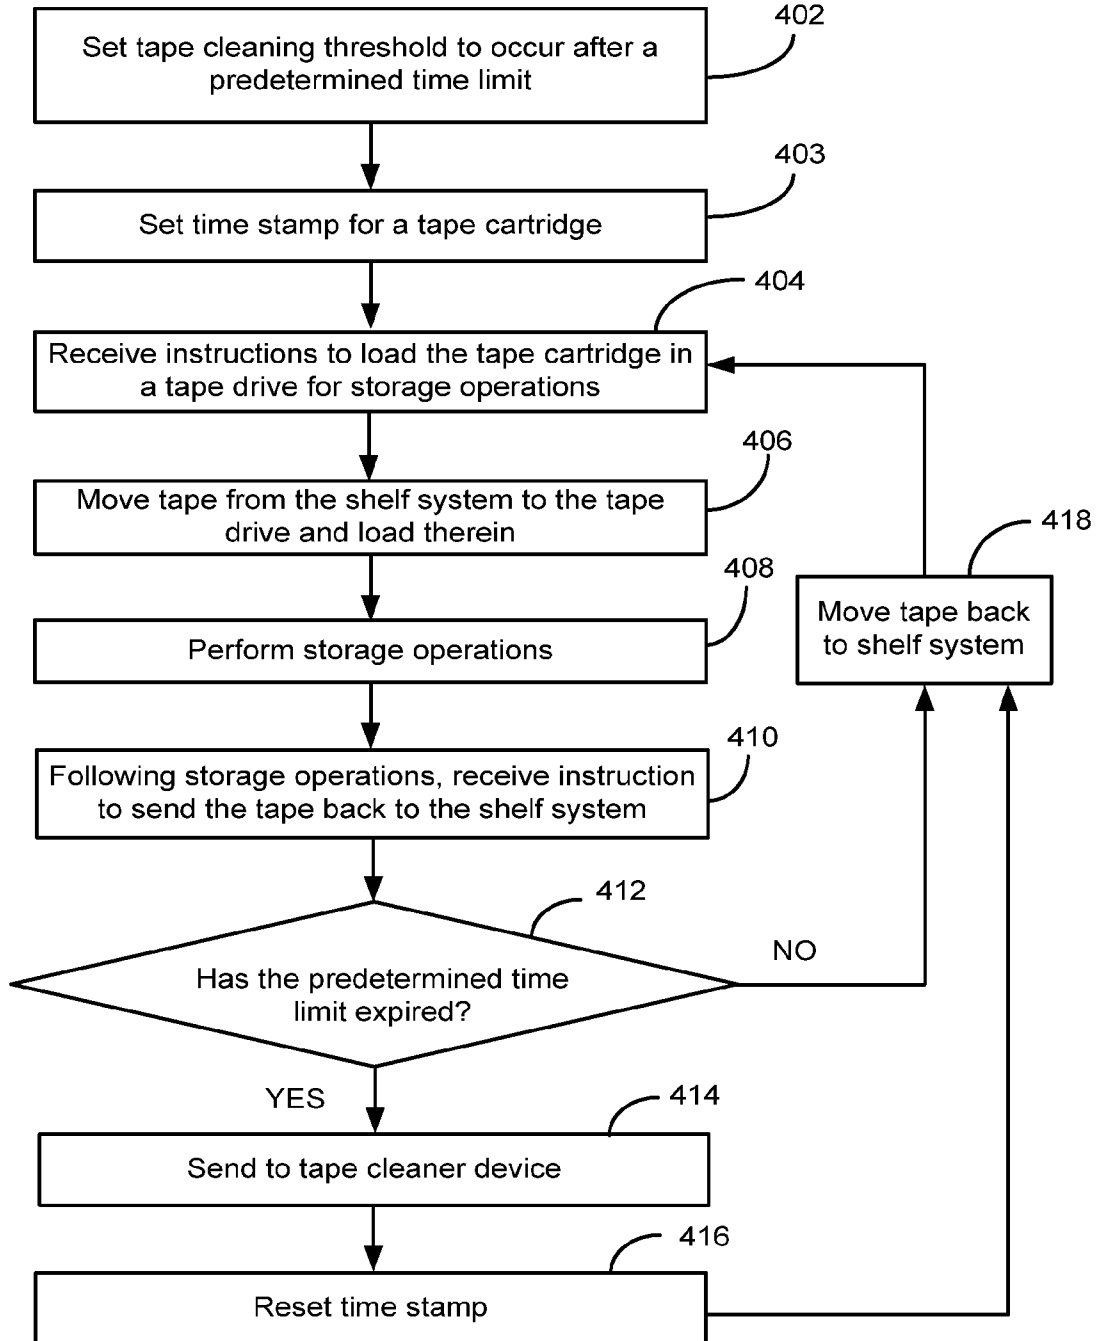 402
Set tape cleaning threshold to occur after a
predetermined time limit
403
Set time stamp for a tape cartridge
404
Receive instructions to load the tape cartridge in
a tape drive for storage operations
406
Move tape from the shelf system to the tape
drive and load therein
418
Move tape back
to shelf system
408
Perform storage operations
410
Following storage operations, receive instruction
to send the tape back to the shelf system
412
Has the predetermined time
limit expired?
NO
YES
414
Send to tape cleaner device
416
Reset time stamp